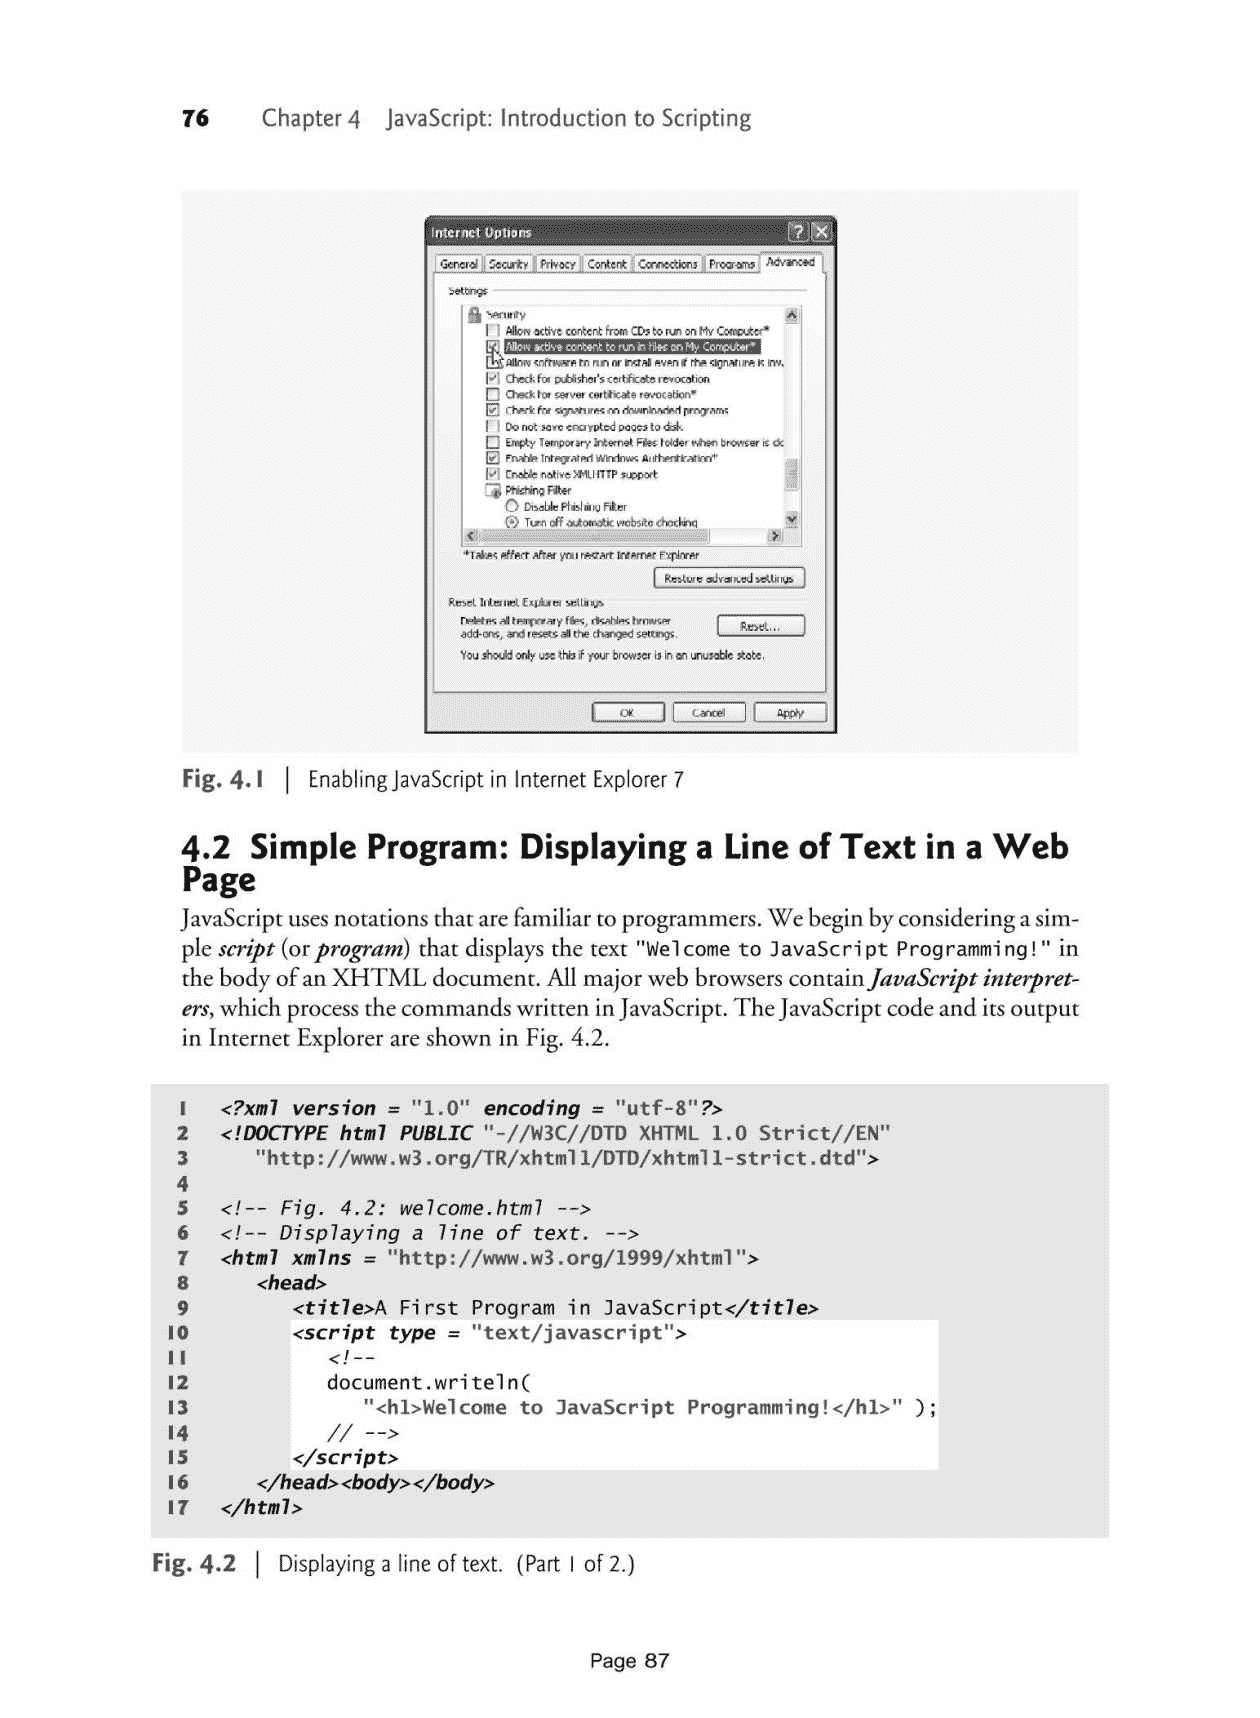 76 Chapter 4 JavaScript: Introduction to Scripting
Internet Options
General Security Privacy Content Connections Programs Advanced
Settings
Security
Allow active content from CDs to run on My Computer*
Allow active content to run in files on My Computer*
Allow software to run or install even if the signature is inv
Check for publisher's certificate revocation
Check for server certificate revocation*
Check for signatures on downloaded programs
Do not save encrypted pages to disk
Empty Temporary Internet Files folder when browser is clo
Enable Integrated Windows Authentication*
Enable native XMLHTTP support
Phishing Filter
Disable Phishing Filter
Turn off automatic website checking
*Takes effect after you restart Internet Explorer
Restore advanced settings
Reset Internet Explorer settings
Deletes all temporary files, disables browser
add-ons, and resets all the changed settings.
Reset...
You should only use this if your browser is in an unusable state.
OK Cancel Apply
Fig. 4.1 | Enabling JavaScript in Internet Explorer 7
4.2 Simple Program: Displaying a Line of Text in a Web
Page
JavaScript uses notations that are familiar to programmers. We begin by considering a sim-
ple script (or program) that displays the text "Welcome to JavaScript Programming!" in
the body of an XHTML document. All major web browsers contain JavaScript interpret-
ers, which process the commands written in JavaScript. The JavaScript code and its output
in Internet Explorer are shown in Fig. 4.2.
1 <?xml version = "1.0" encoding = "utf-8"?>
2 <!DOCTYPE html PUBLIC "-//W3C//DTD XHTML 1.0 Strict//EN"
3 "http://www.w3.org/TR/xhtml1/DTD/xhtml1-strict.dtd">
4
5 <!-- Fig. 4.2: welcome.html -->
6 <!-- Displaying a line of text. -->
7 <html xmlns = "http://www.w3.org/1999/xhtml">
8 <head>
9 <title>A First Program in JavaScript</title>
10 <script type = "text/javascript">
11 <!--
12 document.writeln(
13 "<h1>Welcome to JavaScript Programming!</h1>" );
14 // -->
15 </script>
16 </head><body></body>
17 </html>
Fig. 4.2 | Displaying a line of text. (Part 1 of 2.)
Page 87